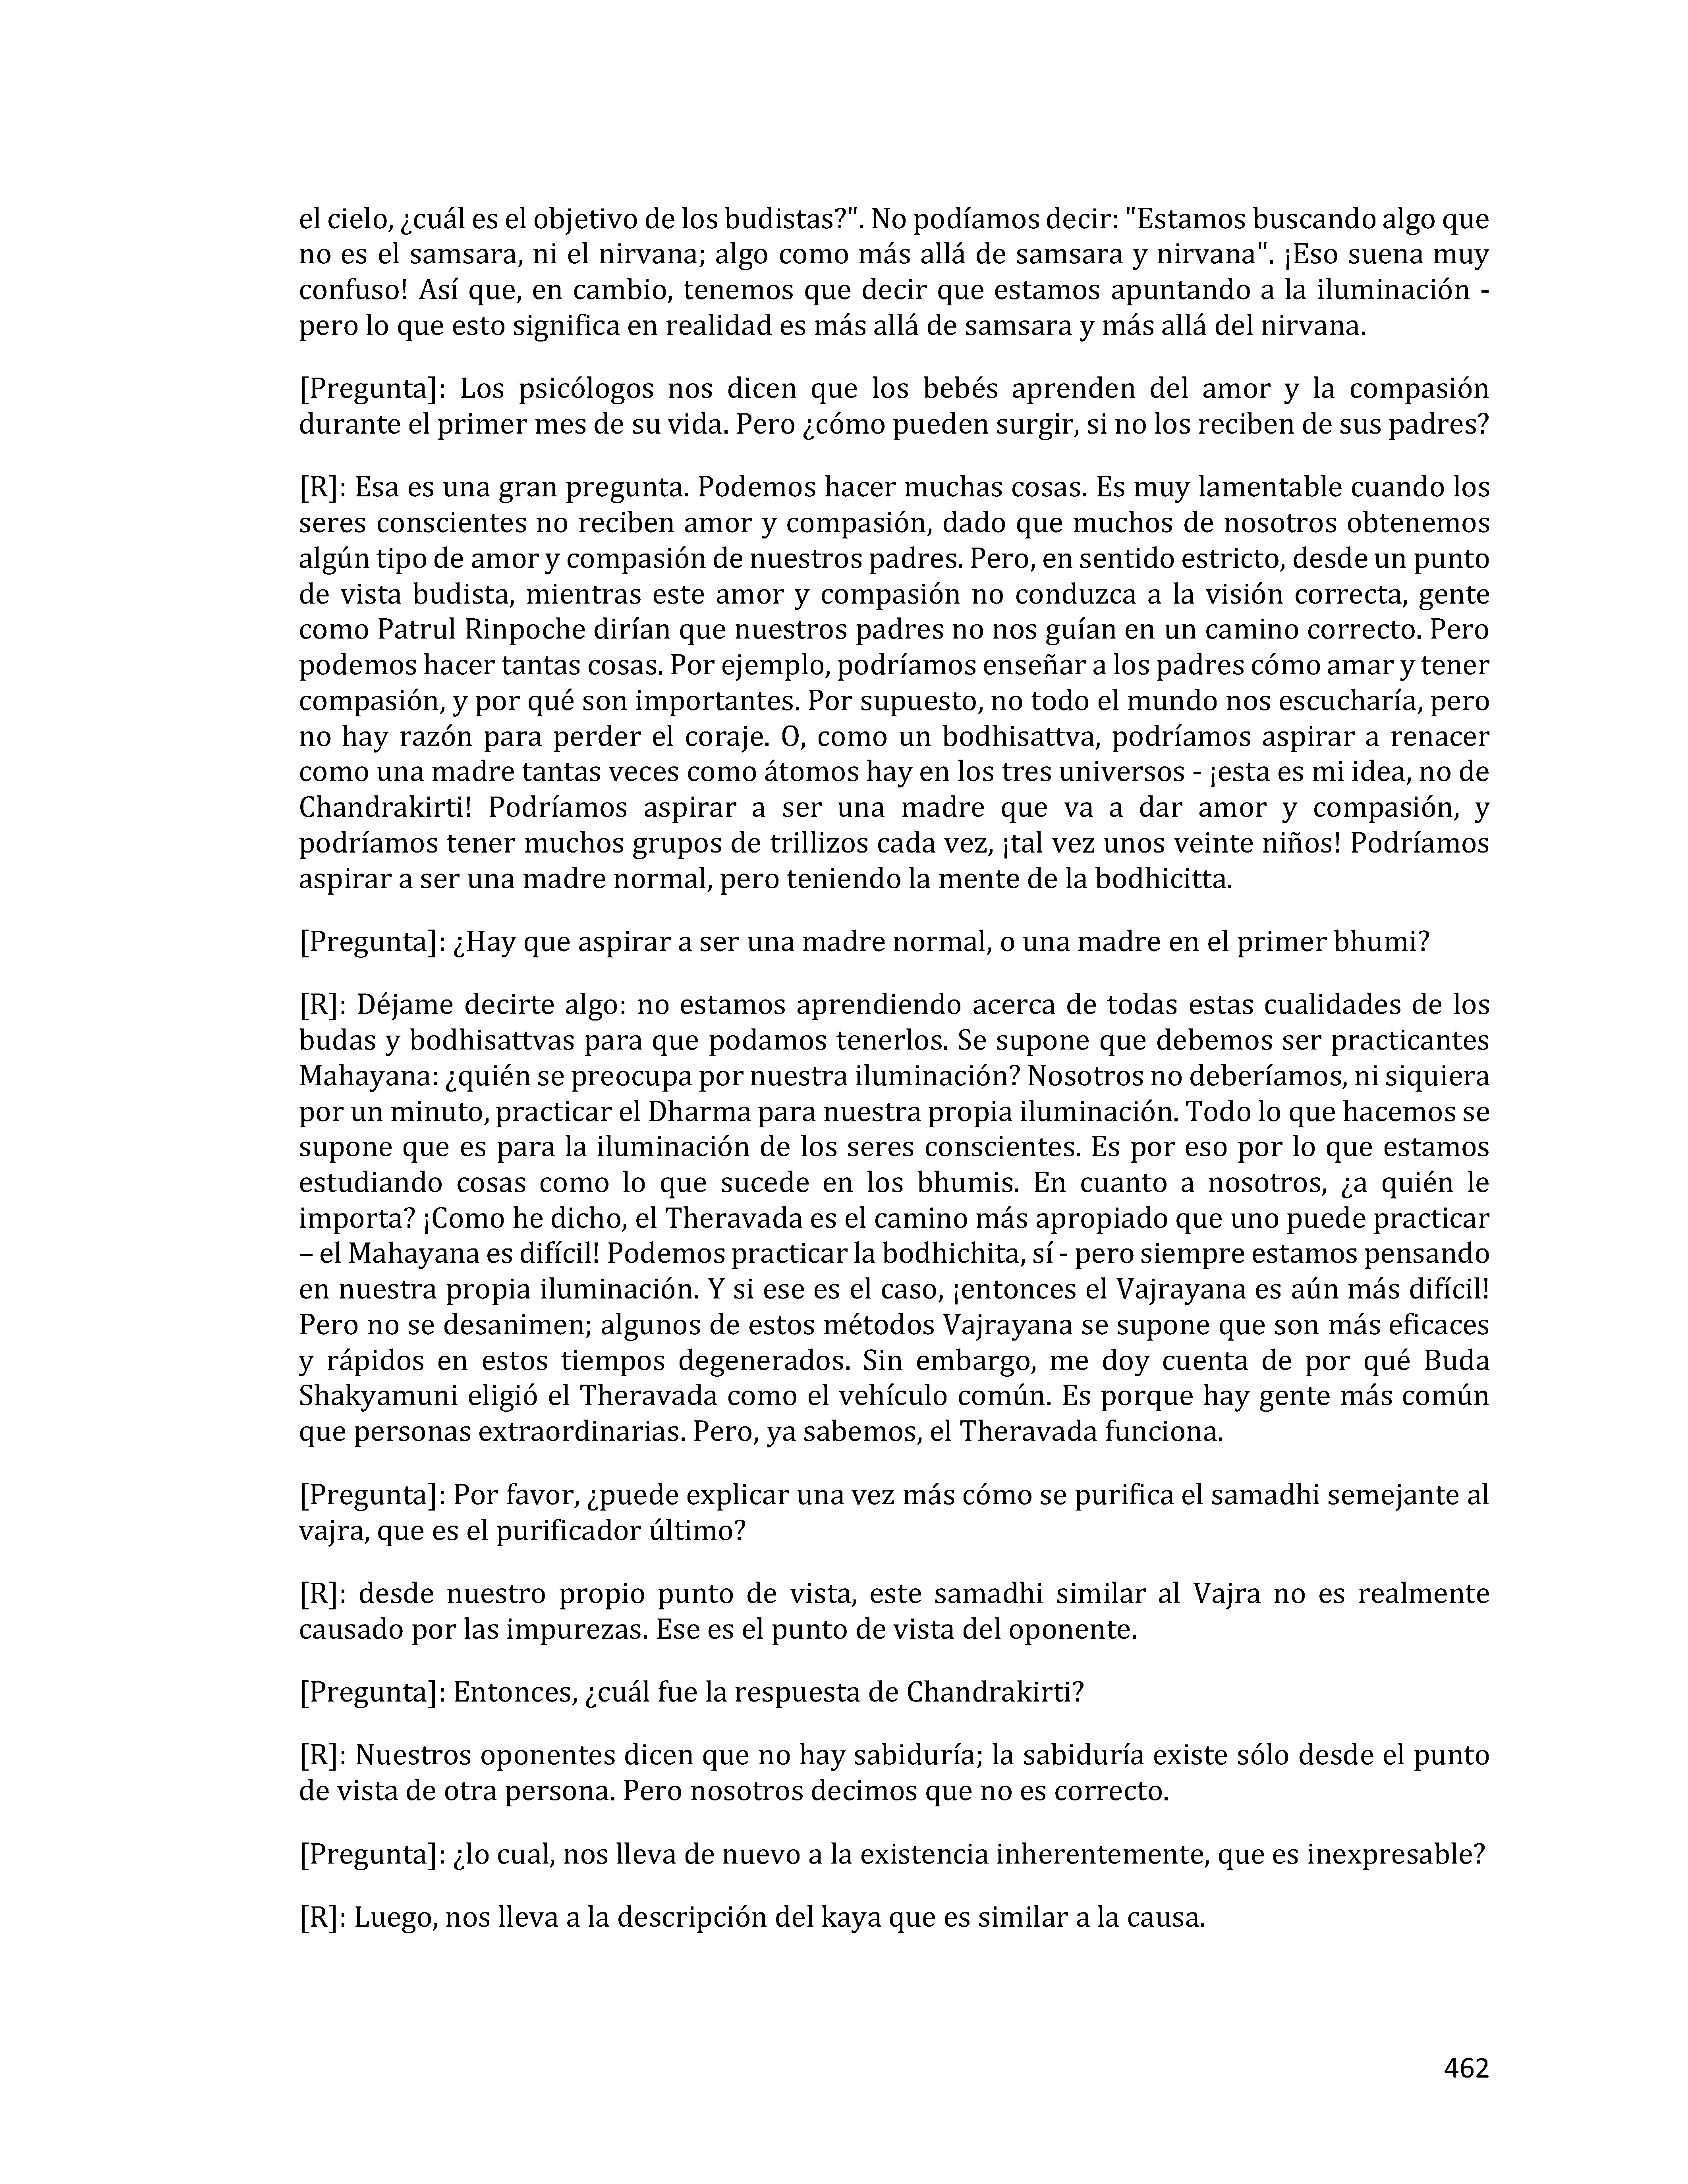 el cielo, ¿cuál es el objetivo de los budistas?". No podíamos decir: "Estamos buscando algo que
no es el samsara, ni el nirvana; algo como más allá de samsara y nirvana". ¡Eso suena muy
confuso! Así que, en cambio, tenemos que decir que estamos apuntando a la iluminación -
pero lo que esto significa en realidad es más allá de samsara y más allá del nirvana.
[Pregunta]: Los psicólogos nos dicen que los bebés aprenden del amor y la compasión
durante el primer mes de su vida. Pero ¿cómo pueden surgir, si no los reciben de sus padres?
[R]: Esa es una gran pregunta. Podemos hacer muchas cosas. Es muy lamentable cuando los
seres conscientes no reciben amor y compasión, dado que muchos de nosotros obtenemos
algún tipo de amor y compasión de nuestros padres. Pero, en sentido estricto, desde un punto
de vista budista, mientras este amor y compasión no conduzca a la visión correcta, gente
como Patrul Rinpoche dirían que nuestros padres no nos guían en un camino correcto. Pero
podemos hacer tantas cosas. Por ejemplo, podríamos enseñar a los padres cómo amar y tener
compasión, y por qué son importantes. Por supuesto, no todo el mundo nos escucharía, pero
no hay razón para perder el coraje. O, como un bodhisattva, podríamos aspirar a renacer
como una madre tantas veces como átomos hay en los tres universos - ¡esta es mi idea, no de
Chandrakirti! Podríamos aspirar a ser una madre que va a dar amor y compasión, y
podríamos tener muchos grupos de trillizos cada vez, ¡tal vez unos veinte niños! Podríamos
aspirar a ser una madre normal, pero teniendo la mente de la bodhicitta.
[Pregunta]: ¿Hay que aspirar a ser una madre normal, o una madre en el primer bhumi?
[R]: Déjame decirte algo: no estamos aprendiendo acerca de todas estas cualidades de los
budas y bodhisattvas para que podamos tenerlos. Se supone que debemos ser practicantes
Mahayana: ¿quién se preocupa por nuestra iluminación? Nosotros no deberíamos, ni siquiera
por un minuto, practicar el Dharma para nuestra propia iluminación. Todo lo que hacemos se
supone que es para la iluminación de los seres conscientes. Es por eso por lo que estamos
estudiando cosas como lo que sucede en los bhumis. En cuanto a nosotros, ¿a quién le
importa? ¡Como he dicho, el Theravada es el camino más apropiado que uno puede practicar
– el Mahayana es difícil! Podemos practicar la bodhichita, sí - pero siempre estamos pensando
en nuestra propia iluminación. Y si ese es el caso, ¡entonces el Vajrayana es aún más difícil!
Pero no se desanimen; algunos de estos métodos Vajrayana se supone que son más eficaces
y rápidos en estos tiempos degenerados. Sin embargo, me doy cuenta de por qué Buda
Shakyamuni eligió el Theravada como el vehículo común. Es porque hay gente más común
que personas extraordinarias. Pero, ya sabemos, el Theravada funciona.
[Pregunta]: Por favor, ¿puede explicar una vez más cómo se purifica el samadhi semejante al
vajra, que es el purificador último?
[R]: desde nuestro propio punto de vista, este samadhi similar al Vajra no es realmente
causado por las impurezas. Ese es el punto de vista del oponente.
[Pregunta]: Entonces, ¿cuál fue la respuesta de Chandrakirti?
[R]: Nuestros oponentes dicen que no hay sabiduría; la sabiduría existe sólo desde el punto
de vista de otra persona. Pero nosotros decimos que no es correcto.
[Pregunta]: ¿lo cual, nos lleva de nuevo a la existencia inherentemente, que es inexpresable?
[R]: Luego, nos lleva a la descripción del kaya que es similar a la causa.
462